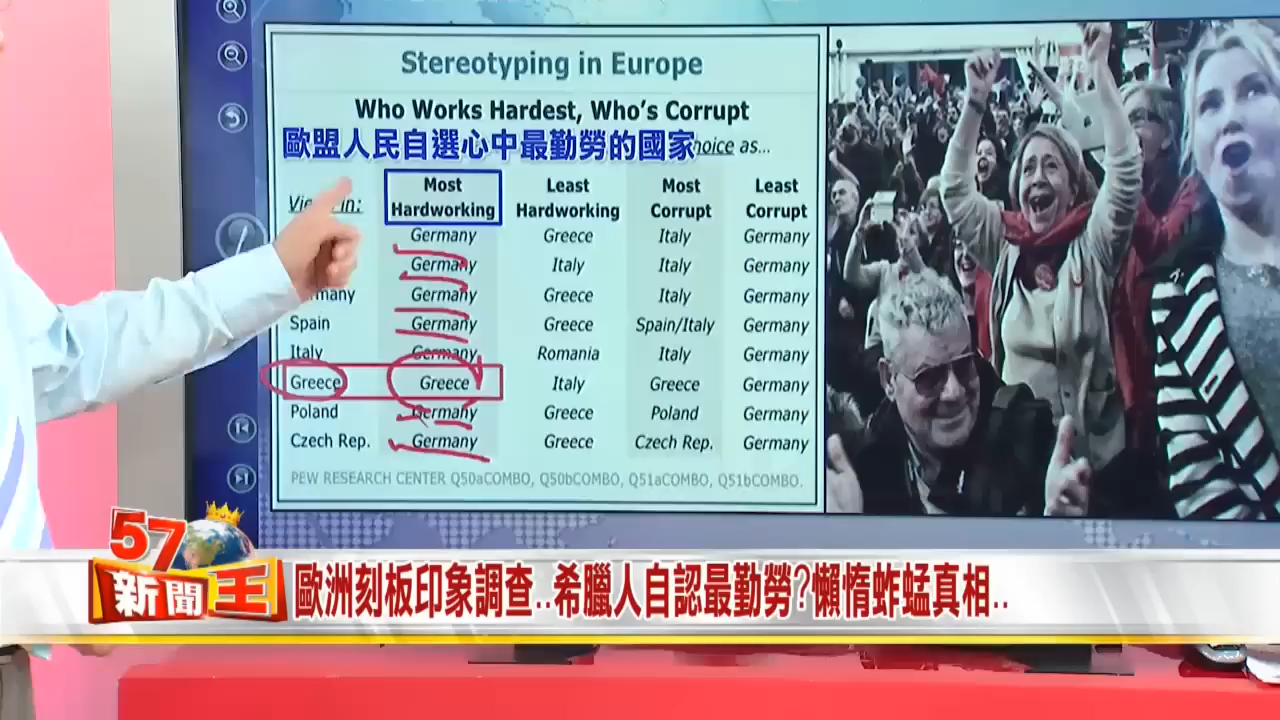 Stereotyping in Europe
Who Works Hardest, Who's Corrupt
歐盟人民自選心中最勤勞的國家 as...
Most Hardworking
Least Hardworking
Most Corrupt
Least Corrupt
in:
Germany Greece Italy Germany
Germany Italy Italy Germany
Germany Greece Italy Germany
Spain Germany Greece Spain/Italy Germany
Italy Germany Romania Italy Germany
Greece Greece Italy Greece Germany
Poland Germany Greece Poland Germany
Czech Rep. Germany Greece Czech Rep. Germany
PEW RESEARCH CENTER Q50aCOMBO, Q50bCOMBO, Q51aCOMBO, Q51bCOMBO.
57
新聞王
歐洲刻板印象調查..希臘人自認最勤勞?懶惰蚱蜢真相..